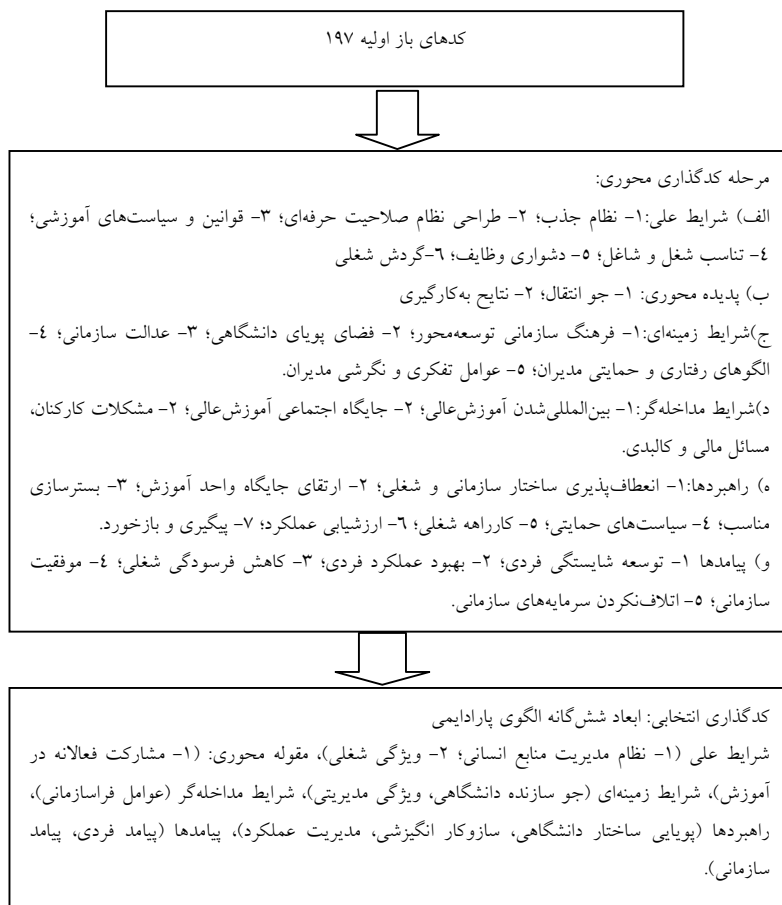 کدهای باز اولیه ۱۹۷
مرحله کدگذاری محوری:
الف) شرایط علی:۱- نظام جذب؛ ۲- طراحی نظام صلاحیت حرفه‌ای؛ ۳- قوانین و سیاست‌های آموزشی؛
۴- تناسب شغل و شاغل؛ ۵- دشواری وظایف؛ ۶-گردش شغلی
ب) پدیده محوری: ۱- جو انتقال؛ ۲- نتایج به‌کارگیری
ج)شرایط زمینه‌ای:۱- فرهنگ سازمانی توسعه‌محور؛ ۲- فضای پویای دانشگاهی؛ ۳- عدالت سازمانی؛ ۴-
الگوهای رفتاری و حمایتی مدیران؛ ۵- عوامل تفکری و نگرشی مدیران.
د)شرایط مداخله‌گر:۱- بین‌المللی‌شدن آموزش‌عالی؛ ۲- جایگاه اجتماعی آموزش‌عالی؛ ۲- مشکلات کارکنان،
مسائل مالی و کالبدی.
ه) راهبردها:۱- انعطاف‌پذیری ساختار سازمانی و شغلی؛ ۲- ارتقای جایگاه واحد آموزش؛ ۳- بسترسازی
مناسب؛ ۴- سیاست‌های حمایتی؛ ۵- کارراهه شغلی؛ ۶- ارزشیابی عملکرد؛ ۷- پیگیری و بازخورد.
و) پیامدها ۱- توسعه شایستگی فردی؛ ۲- بهبود عملکرد فردی؛ ۳- کاهش فرسودگی شغلی؛ ۴- موفقیت
سازمانی؛ ۵- اتلاف‌نکردن سرمایه‌های سازمانی.
کدگذاری انتخابی: ابعاد شش‌گانه الگوی پارادایمی
شرایط علی (۱- نظام مدیریت منابع انسانی؛ ۲- ویژگی شغلی)، مقوله محوری: (۱- مشارکت فعالانه در
آموزش)، شرایط زمینه‌ای (جو سازنده دانشگاهی، ویژگی مدیریتی)، شرایط مداخله‌گر (عوامل فراسازمانی)،
راهبردها (پویایی ساختار دانشگاهی، سازوکار انگیزشی، مدیریت عملکرد)، پیامدها (پیامد فردی، پیامد
سازمانی).